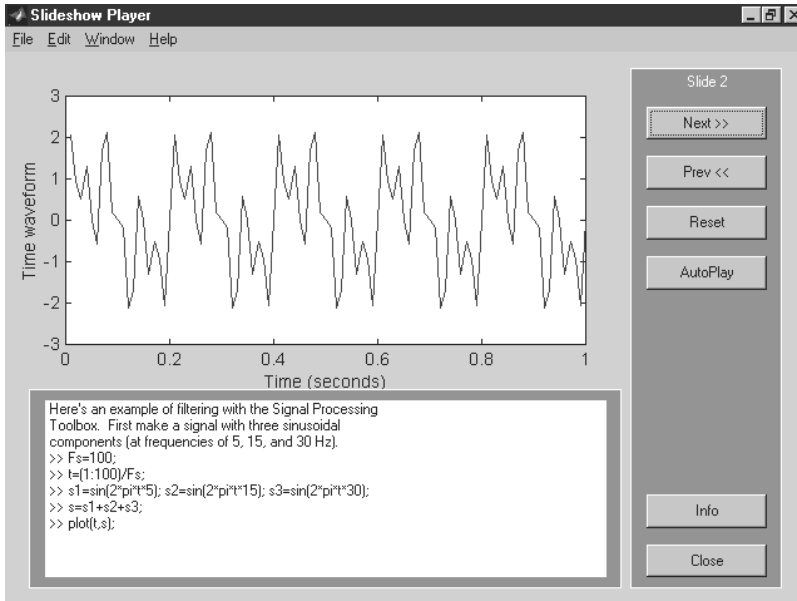 Slideshow Player
File Edit Window Help
Slide 2
Next >>
Prev <<
Reset
AutoPlay
Info
Close
3
2
1
0
-1
-2
-3
Time waveform
0 0.2 0.4 0.6 0.8 1
Time (seconds)
Here's an example of filtering with the Signal Processing
Toolbox. First make a signal with three sinusoidal
components (at frequencies of 5, 15, and 30 Hz).
>> Fs=100;
>> t=(1:100)/Fs;
>> s1=sin(2*pi*t*5); s2=sin(2*pi*t*15); s3=sin(2*pi*t*30);
>> s=s1+s2+s3;
>> plot(t,s);